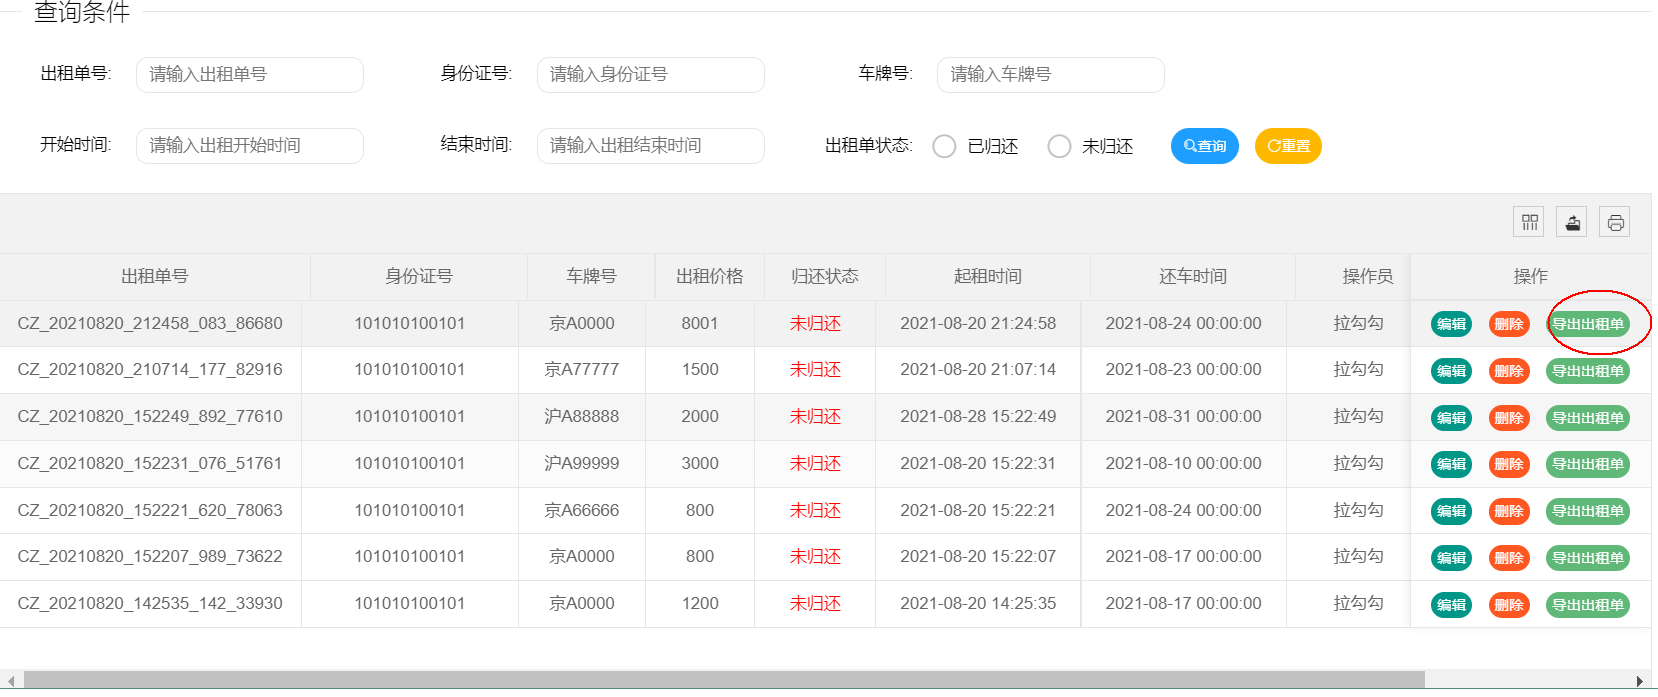 查询条件
出租单号: 请输入出租单号 身份证号: 请输入身份证号 车牌号: 请输入车牌号
开始时间: 请输入出租开始时间 结束时间: 请输入出租结束时间 出租单状态: 已归还 未归还 查询 重置
出租单号 身份证号 车牌号 出租价格 归还状态 起租时间 还车时间 操作员 操作
CZ_20210820_212458_083_86680 101010100101 京A0000 8001 未归还 2021-08-20 21:24:58 2021-08-24 00:00:00 拉勾勾 编辑 删除 导出出租单
CZ_20210820_210714_177_82916 101010100101 京A77777 1500 未归还 2021-08-20 21:07:14 2021-08-23 00:00:00 拉勾勾 编辑 删除 导出出租单
CZ_20210820_152249_892_77610 101010100101 沪A88888 2000 未归还 2021-08-28 15:22:49 2021-08-31 00:00:00 拉勾勾 编辑 删除 导出出租单
CZ_20210820_152231_076_51761 101010100101 沪A99999 3000 未归还 2021-08-20 15:22:31 2021-08-10 00:00:00 拉勾勾 编辑 删除 导出出租单
CZ_20210820_152221_620_78063 101010100101 京A66666 800 未归还 2021-08-20 15:22:21 2021-08-24 00:00:00 拉勾勾 编辑 删除 导出出租单
CZ_20210820_152207_989_73622 101010100101 京A0000 800 未归还 2021-08-20 15:22:07 2021-08-17 00:00:00 拉勾勾 编辑 删除 导出出租单
CZ_20210820_142535_142_33930 101010100101 京A0000 1200 未归还 2021-08-20 14:25:35 2021-08-17 00:00:00 拉勾勾 编辑 删除 导出出租单